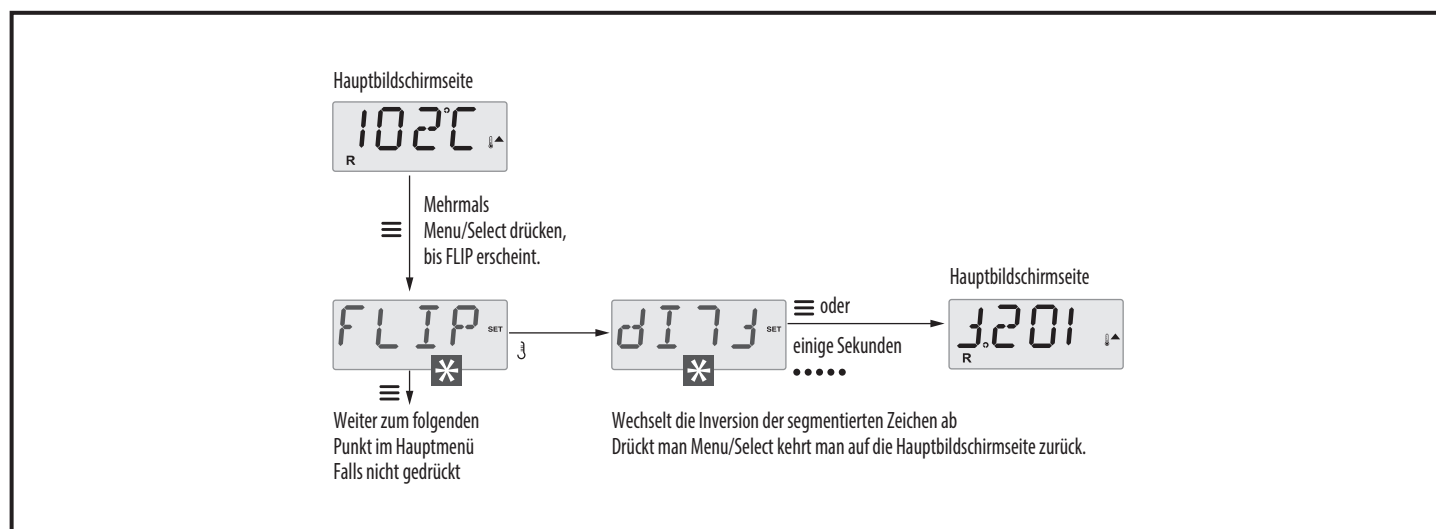 Hauptbildschirmseite
102°C
R
Mehrmals
Menu/Select drücken,
bis FLIP erscheint.
Hauptbildschirmseite
FLIP SET
dI7J SET
oder
einige Sekunden
J.201
R
Weiter zum folgenden
Punkt im Hauptmenü
Falls nicht gedrückt
Wechselt die Inversion der segmentierten Zeichen ab
Drückt man Menu/Select kehrt man auf die Hauptbildschirmseite zurück.